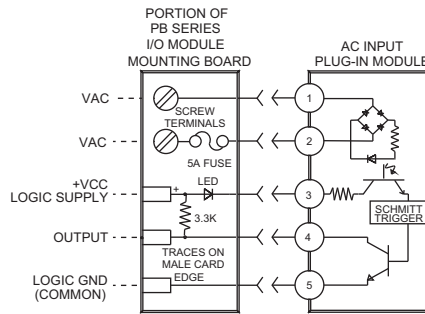 PORTION OF
PB SERIES
I/O MODULE
MOUNTING BOARD
AC INPUT
PLUG-IN MODULE
VAC
SCREW
TERMINALS
1
VAC
5A FUSE
2
+VCC
LOGIC SUPPLY
+
LED
3
3.3K
SCHMITT
TRIGGER
OUTPUT
4
TRACES ON
MALE CARD
EDGE
LOGIC GND
(COMMON)
5